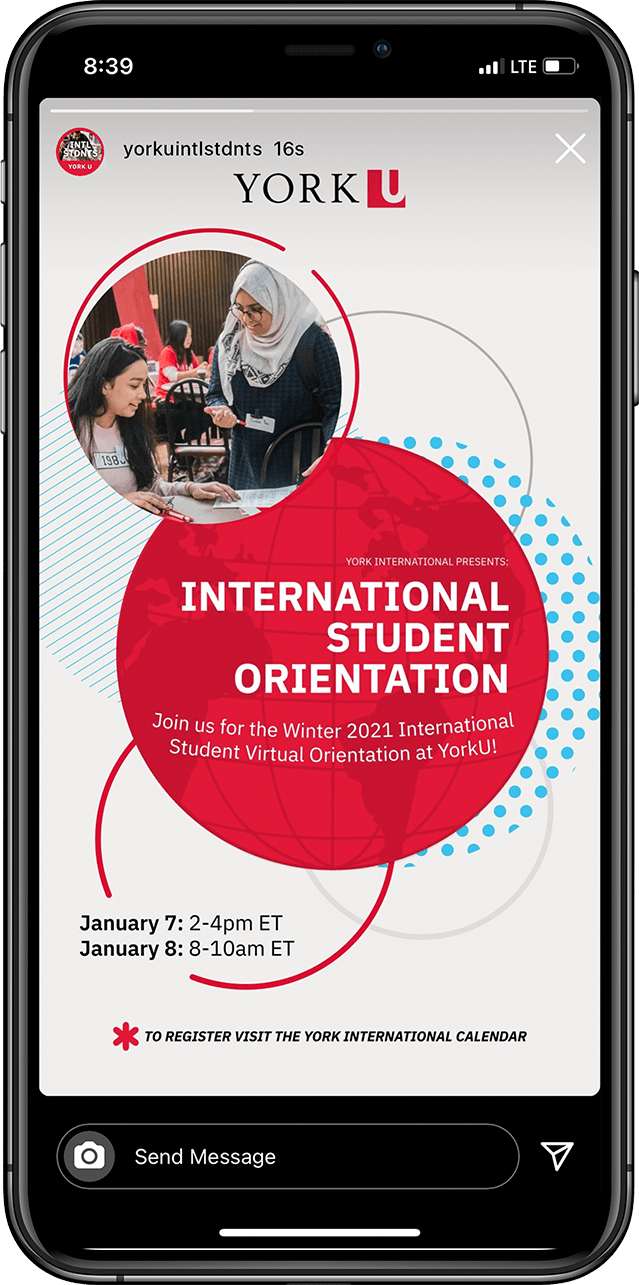 8:39
LTE
INTL
STDNTS
YORK U
yorkuintlstdnts 16s
YORK U
198
YORK INTERNATIONAL PRESENTS:
INTERNATIONAL
STUDENT
ORIENTATION
Join us for the Winter 2021 International
Student Virtual Orientation at YorkU!
January 7: 2-4pm ET
January 8: 8-10am ET
TO REGISTER VISIT THE YORK INTERNATIONAL CALENDAR
Send Message